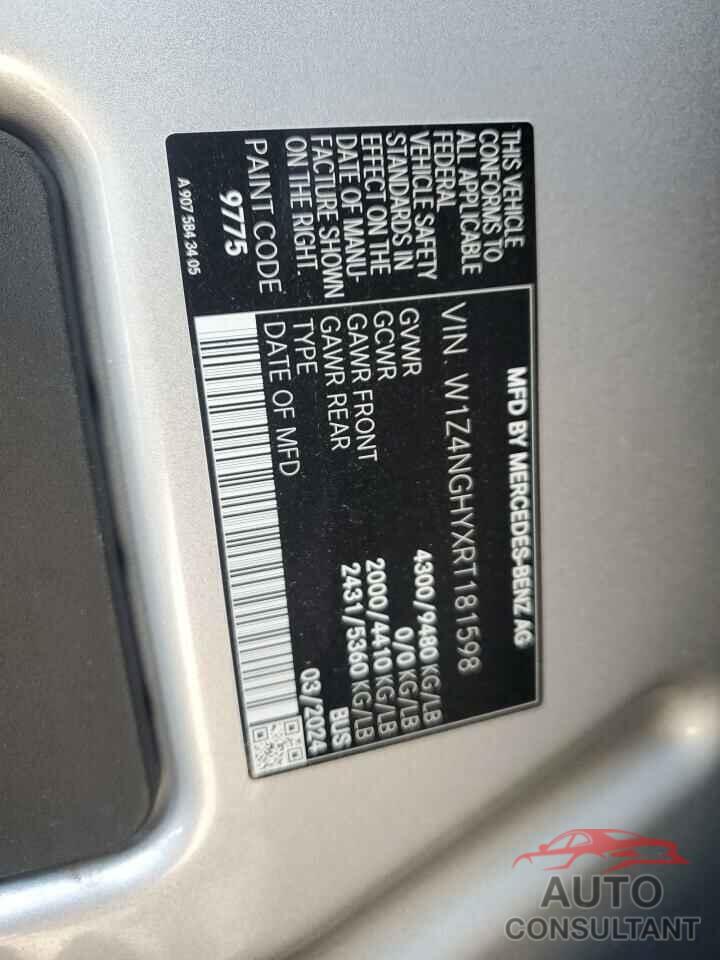 MFD BY MERCEDES-BENZ AG
VIN W1Z4NGHYXRT181598
GVWR 4300/9480 KG/LB
GCWR 0/0 KG/LB
GAWR FRONT 2000/4410 KG/LB
GAWR REAR 2431/5360 KG/LB
TYPE BUS
DATE OF MFD 03/2024
THIS VEHICLE
CONFORMS TO
ALL APPLICABLE
FEDERAL
VEHICLE SAFETY
STANDARDS IN
EFFECT ON THE
DATE OF MANU-
FACTURE SHOWN
ON THE RIGHT.
PAINT CODE
9775
A 907 584 34 05
AUTO
CONSULTANT